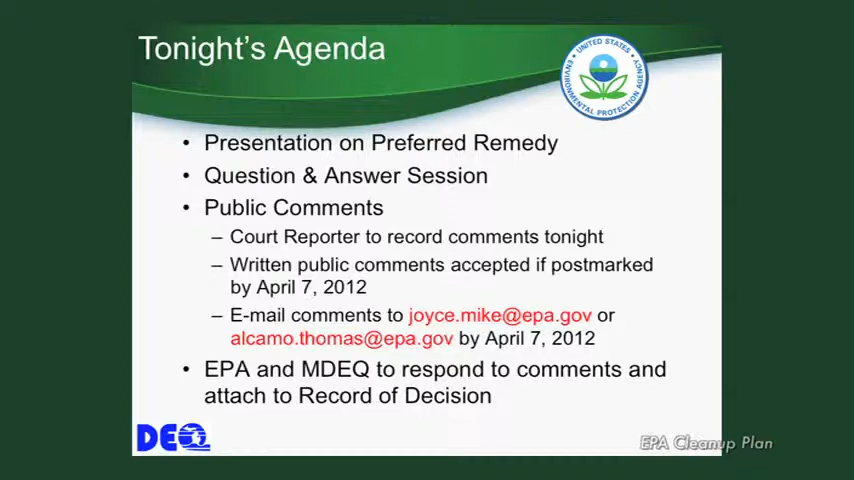 Tonight's Agenda
UNITED STATES
ENVIRONMENTAL PROTECTION AGENCY
• Presentation on Preferred Remedy
• Question & Answer Session
• Public Comments
– Court Reporter to record comments tonight
– Written public comments accepted if postmarked
by April 7, 2012
– E-mail comments to joyce.mike@epa.gov or
alcamo.thomas@epa.gov by April 7, 2012
• EPA and MDEQ to respond to comments and
attach to Record of Decision
DEQ
EPA Cleanup Plan